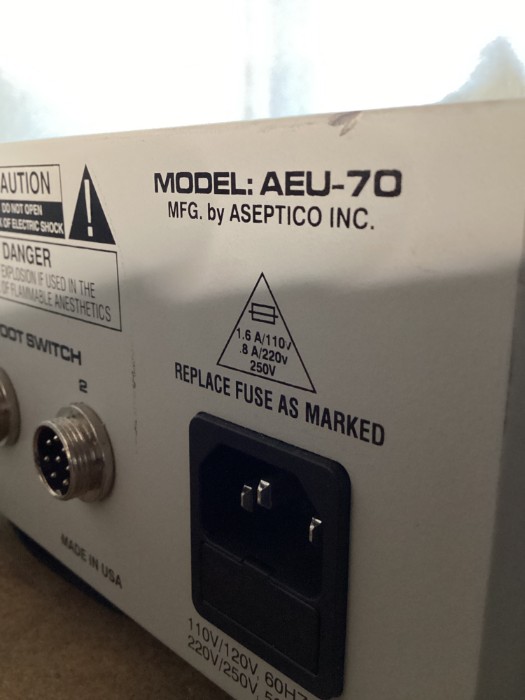 MODEL: AEU-70
MFG. by ASEPTICO INC.
AUTION
DO NOT OPEN
OF ELECTRIC SHOCK
!
DANGER
EXPLOSION IF USED IN THE
OF FLAMMABLE ANESTHETICS
OOT SWITCH
2
1.6 A/110v
.8 A/220v
250V
REPLACE FUSE AS MARKED
MADE IN USA
110V/120V, 60HZ
220V/250V,